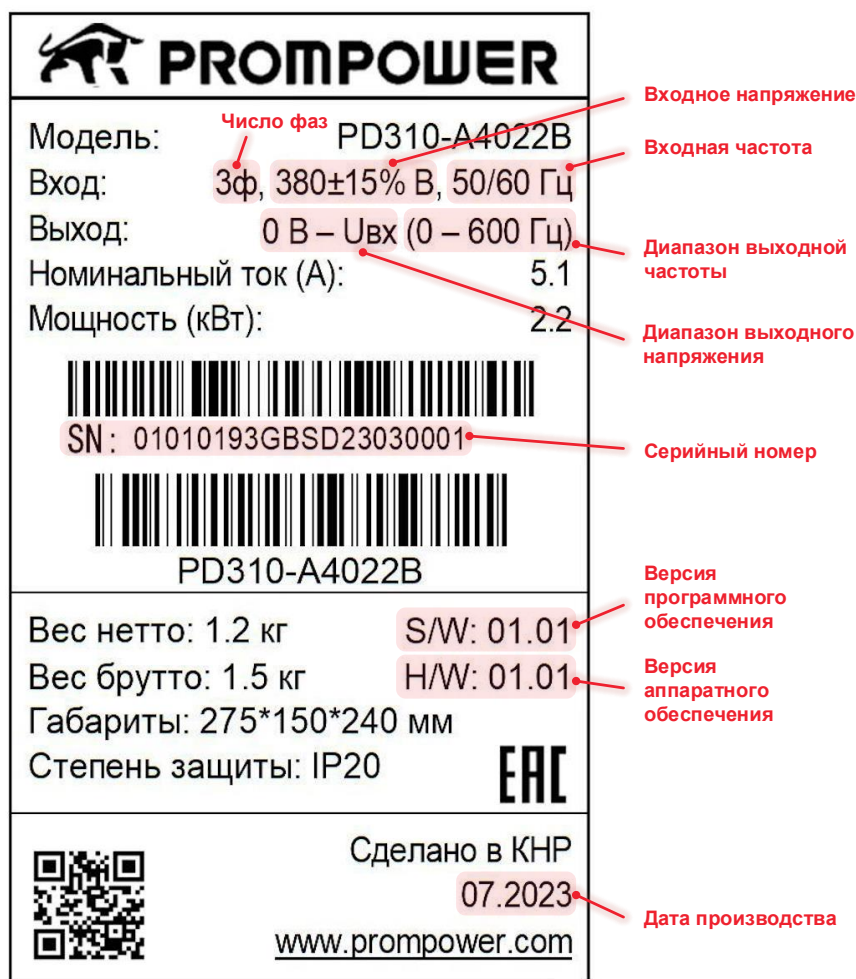 PROMPOWER
Входное напряжение
Число фаз
Модель: PD310-A4022B
Входная частота
Вход: 3ф, 380±15% В, 50/60 Гц
Выход: 0 В – Uвх (0 – 600 Гц)
Диапазон выходной
частоты
Номинальный ток (А): 5.1
Мощность (кВт): 2.2
Диапазон выходного
напряжения
SN : 01010193GBSD23030001
Серийный номер
PD310-A4022B
Версия
программного
обеспечения
Вес нетто: 1.2 кг S/W: 01.01
Вес брутто: 1.5 кг H/W: 01.01
Версия
аппаратного
обеспечения
Габариты: 275*150*240 мм
Степень защиты: IP20
EAC
Сделано в КНР
07.2023
Дата производства
www.prompower.com